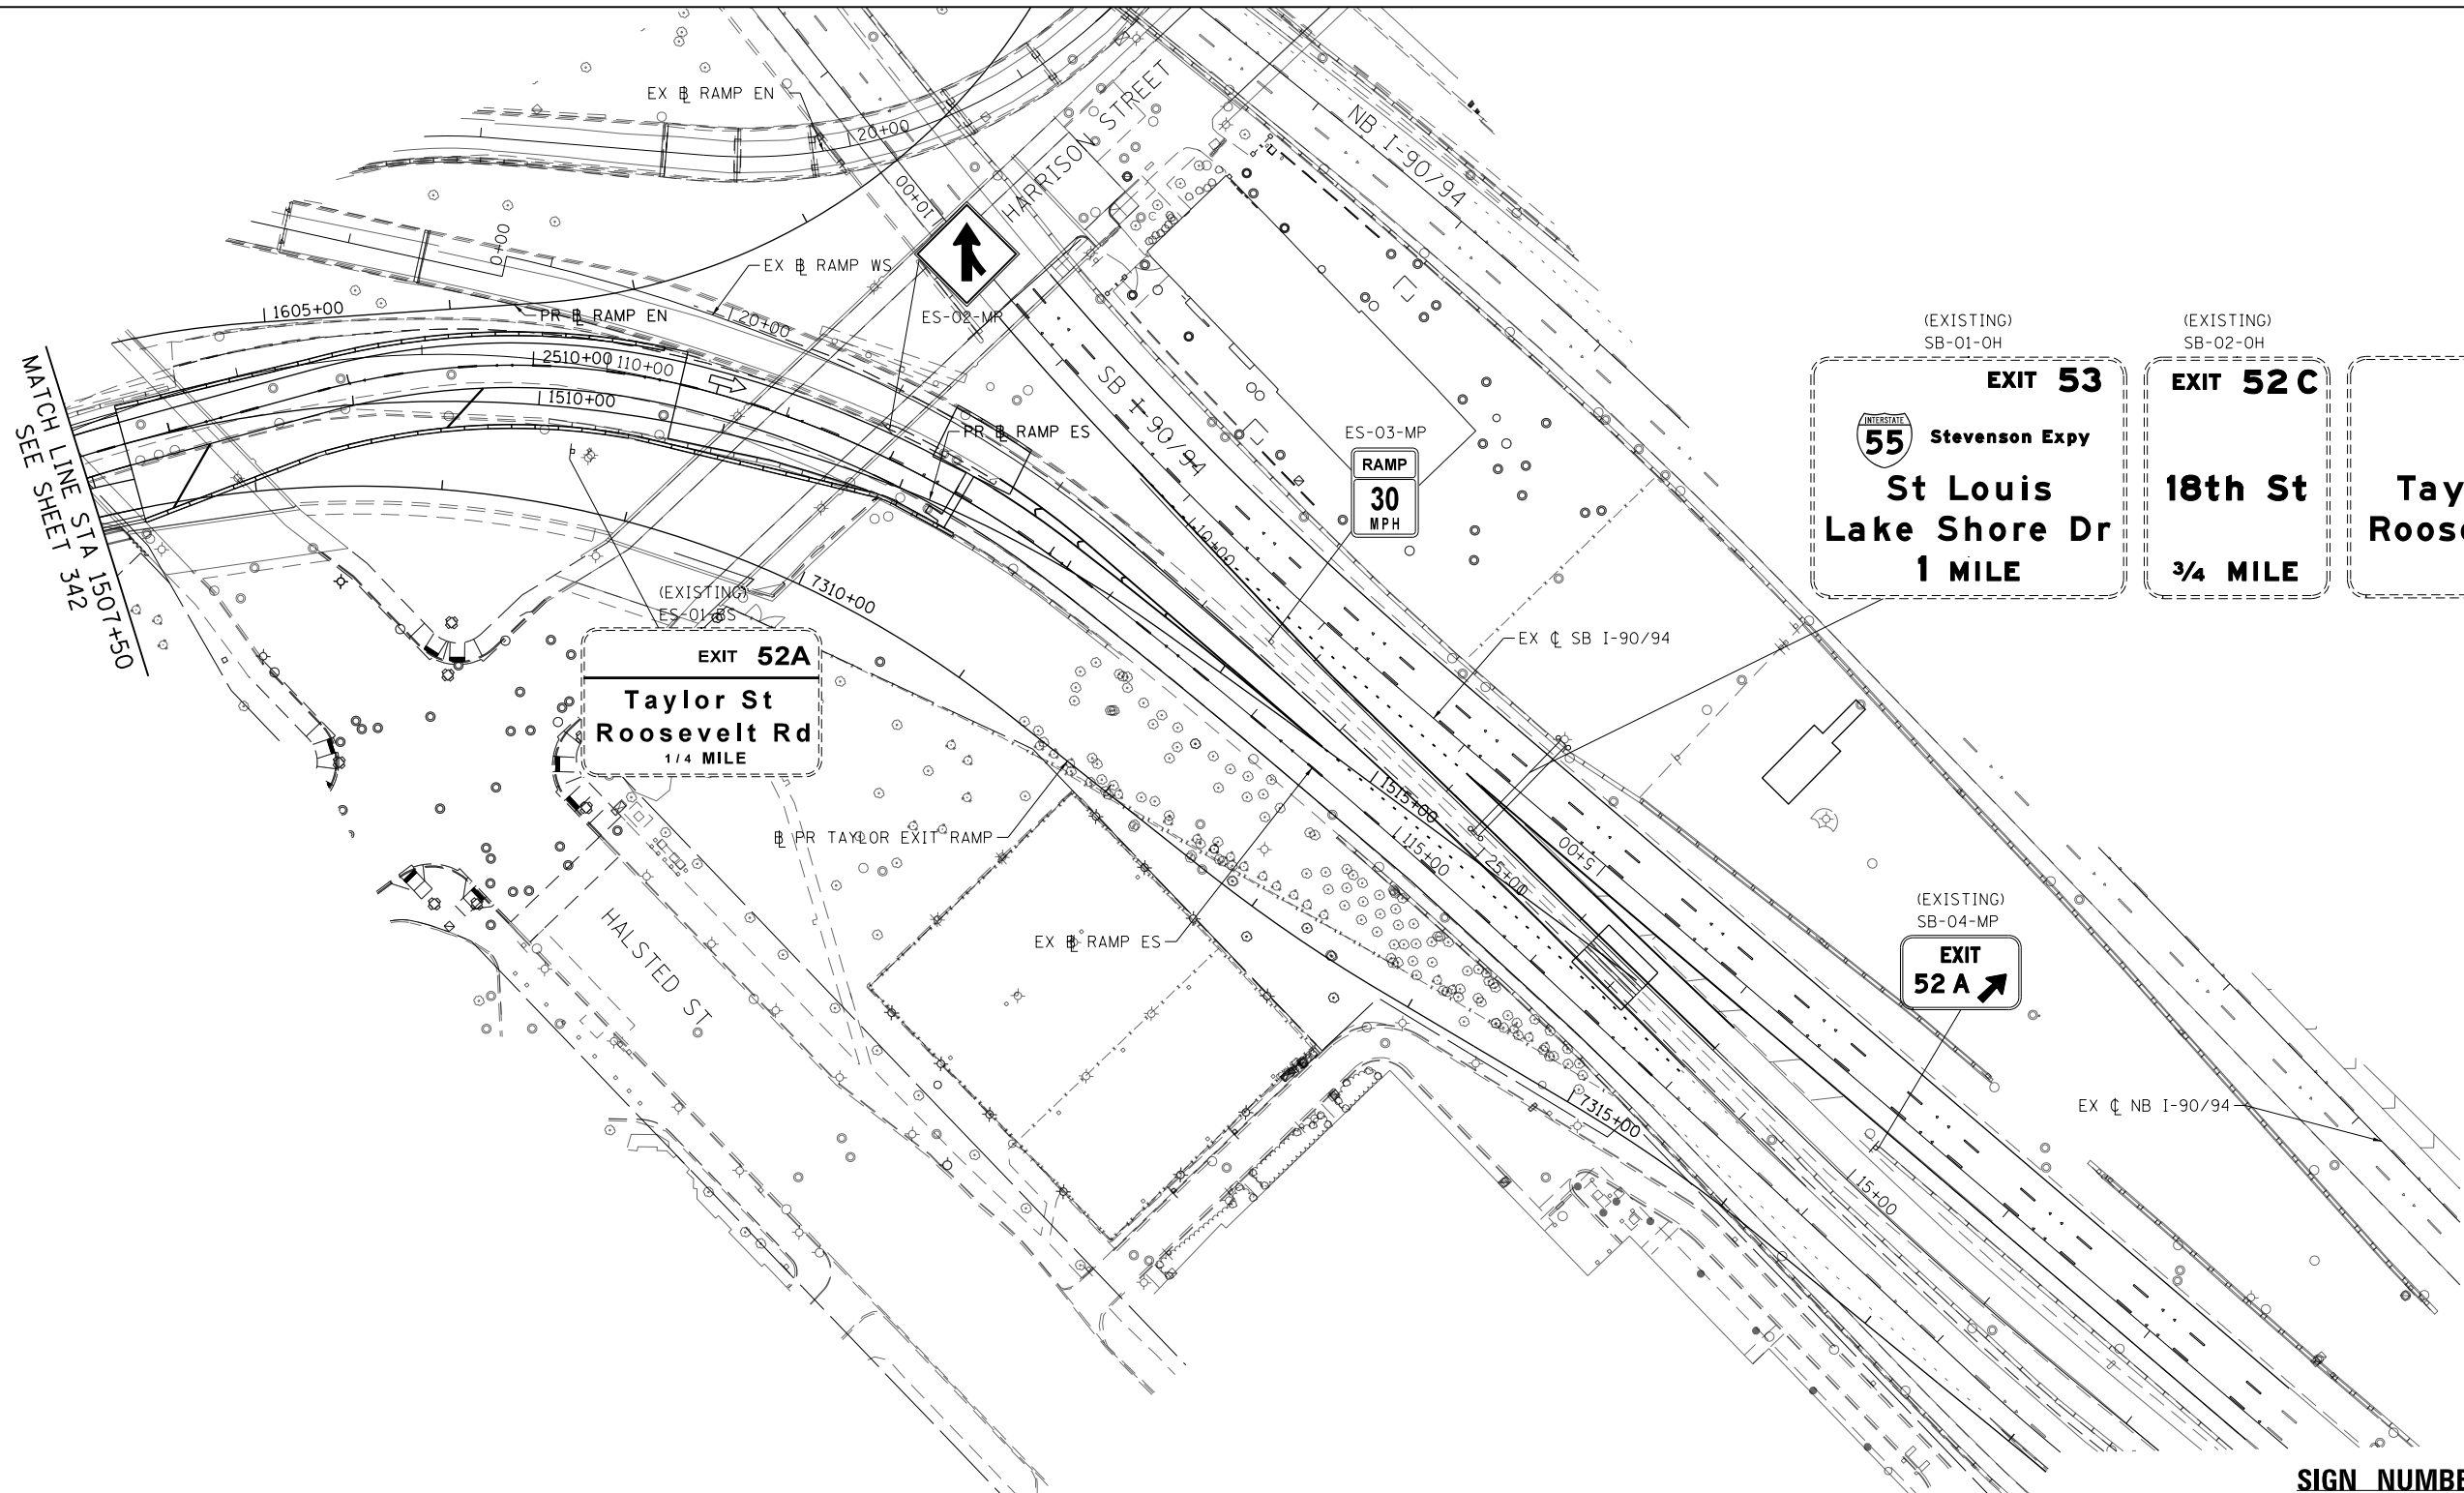 EX ⅊ RAMP EN
20+00
HARRISON STREET
NB I-90/94
10+00
0+00
EX ⅊ RAMP WS
1605+00
PR ⅊ RAMP EN
20+00
ES-02-MP
2510+00
110+00
1510+00
PR ⅊ RAMP ES
SB I-90/94
MATCH LINE STA 1507+50
SEE SHEET 342
ES-03-MP
RAMP
30
MPH
10+00
(EXISTING)
SB-01-OH
EXIT 53
INTERSTATE
55
Stevenson Expy
St Louis
Lake Shore Dr
1 MILE
(EXISTING)
SB-02-OH
EXIT 52 C
18th St
3/4 MILE
7310+00
(EXISTING)
ES-01-BS
EXIT 52A
Taylor St
Roosevelt Rd
1/4 MILE
EX ℄ SB I-90/94
⅊ PR TAYLOR EXIT RAMP
1515+00
115+00
25+00
5+00
HALSTED ST
EX ⅊ RAMP ES
(EXISTING)
SB-04-MP
EXIT
52 A
EX ℄ NB I-90/94
7315+00
15+00
SIGN